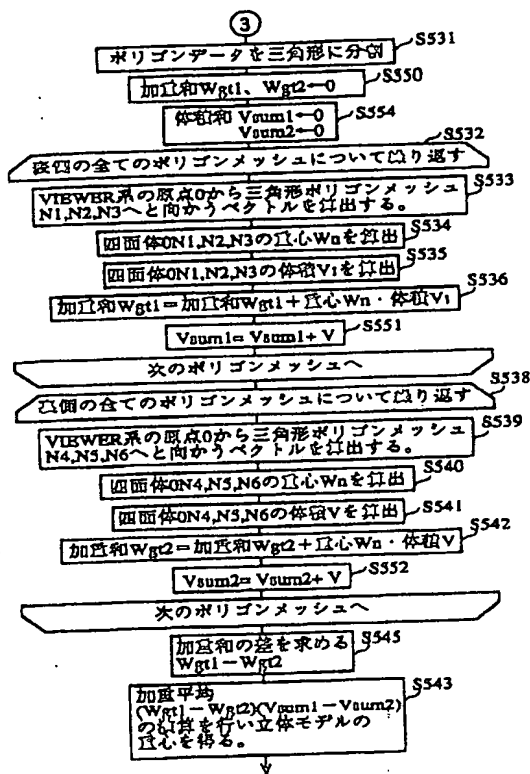 3
ポリゴンデータを三角形に分割
S531
加重和Wgt1、Wgt2←0
S550
体積和 Vsum1←0
Vsum2←0
S554
の全てのポリゴンメッシュについて繰り返す
S532
VIEWER系の原点0から三角形ポリゴンメッシュ
N1,N2,N3へと向かうベクトルを算出する。
S533
四面体0N1,N2,N3の重心Wnを算出
S534
四面体0N1,N2,N3の体積V1を算出
S535
加重和Wgt1=加重和Wgt1+重心Wn・体積V1
S536
Vsum1=Vsum1+V
S551
次のポリゴンメッシュへ
側の全てのポリゴンメッシュについて繰り返す
S538
VIEWER系の原点0から三角形ポリゴンメッシュ
N4,N5,N6へと向かうベクトルを算出する。
S539
四面体0N4,N5,N6の重心Wnを算出
S540
四面体0N4,N5,N6の体積Vを算出
S541
加重和Wgt2=加重和Wgt2+重心Wn・体積V
S542
Vsum2=Vsum2+V
S552
次のポリゴンメッシュへ
加重和の差を求める
Wgt1-Wgt2
S545
加重平均
(Wgt1-Wgt2)(Vsum1-Vsum2)
の演算を行い立体モデルの
重心を得る。
S543